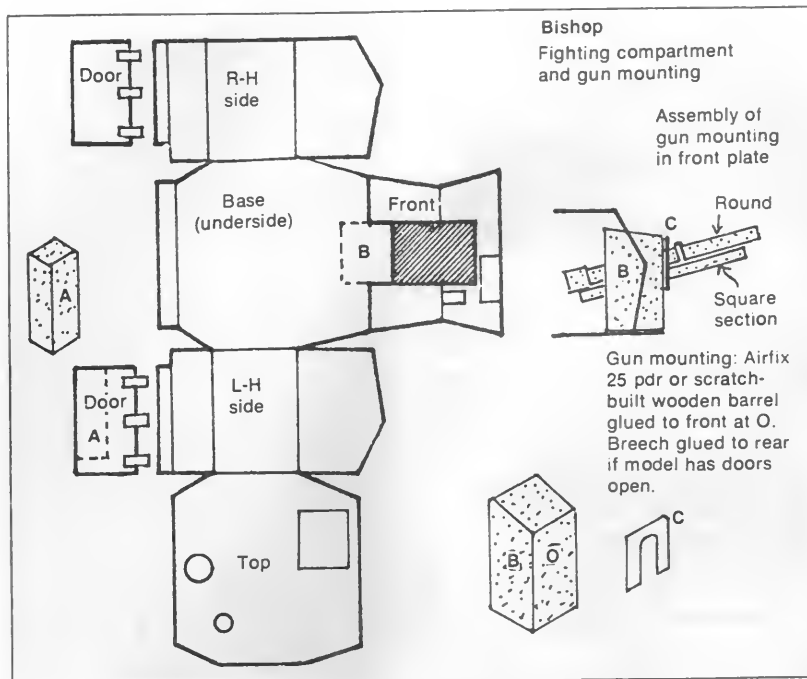 Bishop
Fighting compartment
and gun mounting
Door
R-H
side
Assembly of
gun mounting
in front plate
Base
(underside)
Front
B
A
C
Round
B
Square
section
Door
A
L-H
side
Gun mounting: Airfix
25 pdr or scratch-
built wooden barrel
glued to front at O.
Breech glued to rear
if model has doors
open.
Top
B
O
C